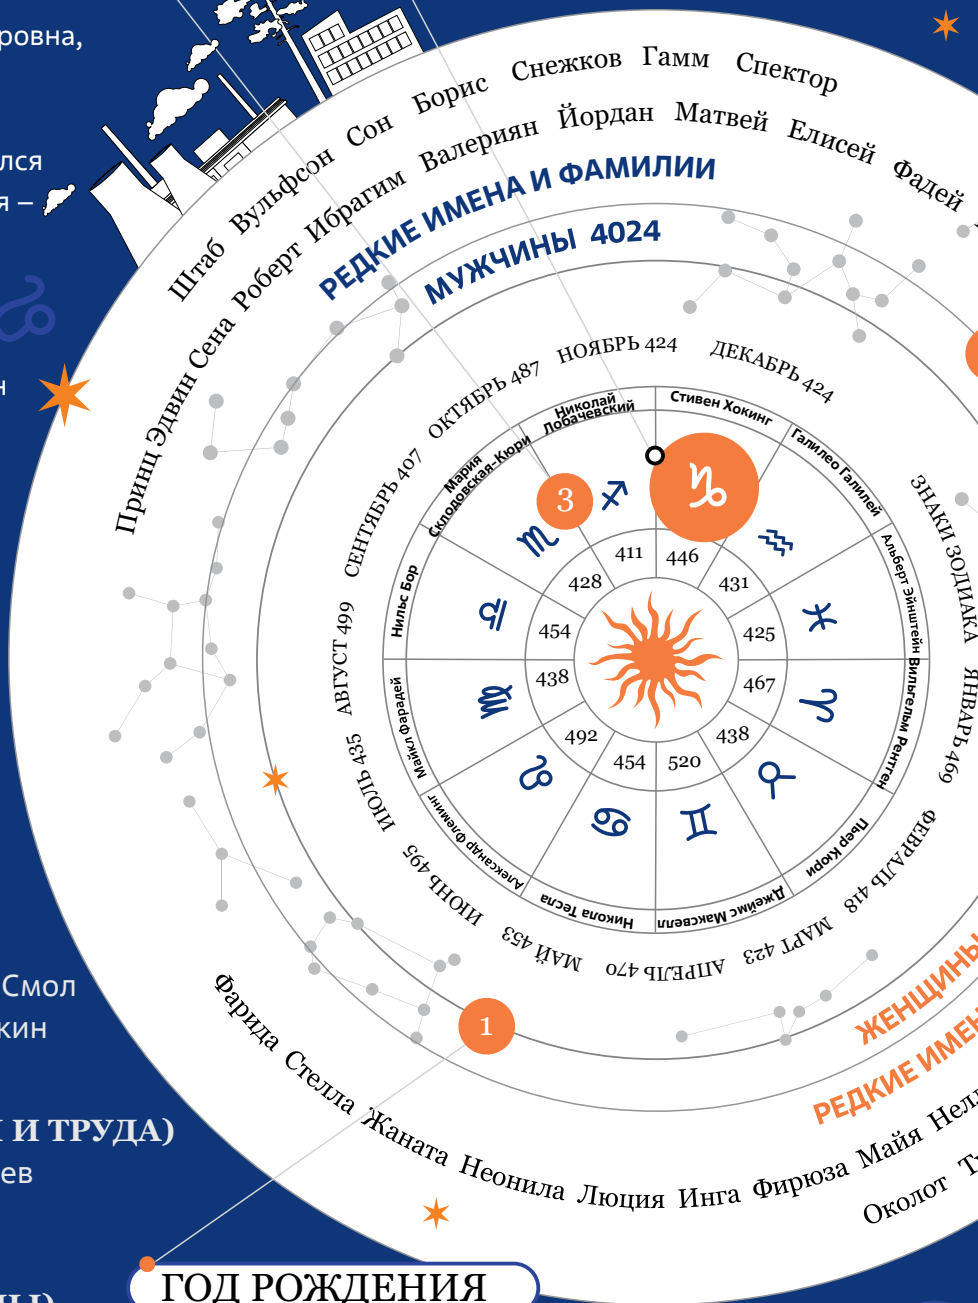 ровна,
лся
я –
н
Смол
кин
И ТРУДА)
ев
Штаб Вульфсон Сон Борис Снежков Гамм Спектор
Принц Эдвин Сена Роберт Ибрагим Валериян Йордан Матвей Елисей Фадей
РЕДКИЕ ИМЕНА И ФАМИЛИИ
МУЖЧИНЫ 4024
СЕНТЯБРЬ 407
ОКТЯБРЬ 487
НОЯБРЬ 424
ДЕКАБРЬ 424
ЗНАКИ ЗОДИАКА
ЯНВАРЬ 469
ФЕВРАЛЬ 418
МАРТ 423
АПРЕЛЬ 470
МАЙ 453
ИЮНЬ 495
ИЮЛЬ 435
АВГУСТ 499
Николай
Лобачевский
Стивен Хокинг
Галилео Галилей
Альберт Эйнштейн
Вильгельм Рентген
Пьер Кюри
Джеймс Максвелл
Никола Тесла
Александр Флеминг
Майкл Фарадей
Нильс Бор
Мария
Склодовская-Кюри
3
411
446
431
425
467
438
520
454
492
438
454
428
1
ЖЕНЩИНЫ
РЕДКИЕ ИМЕН
Фарида Стелла Жаната Неонила Люция Инга Фирюза Майя Нелл
Околот
ГОД РОЖДЕНИЯ